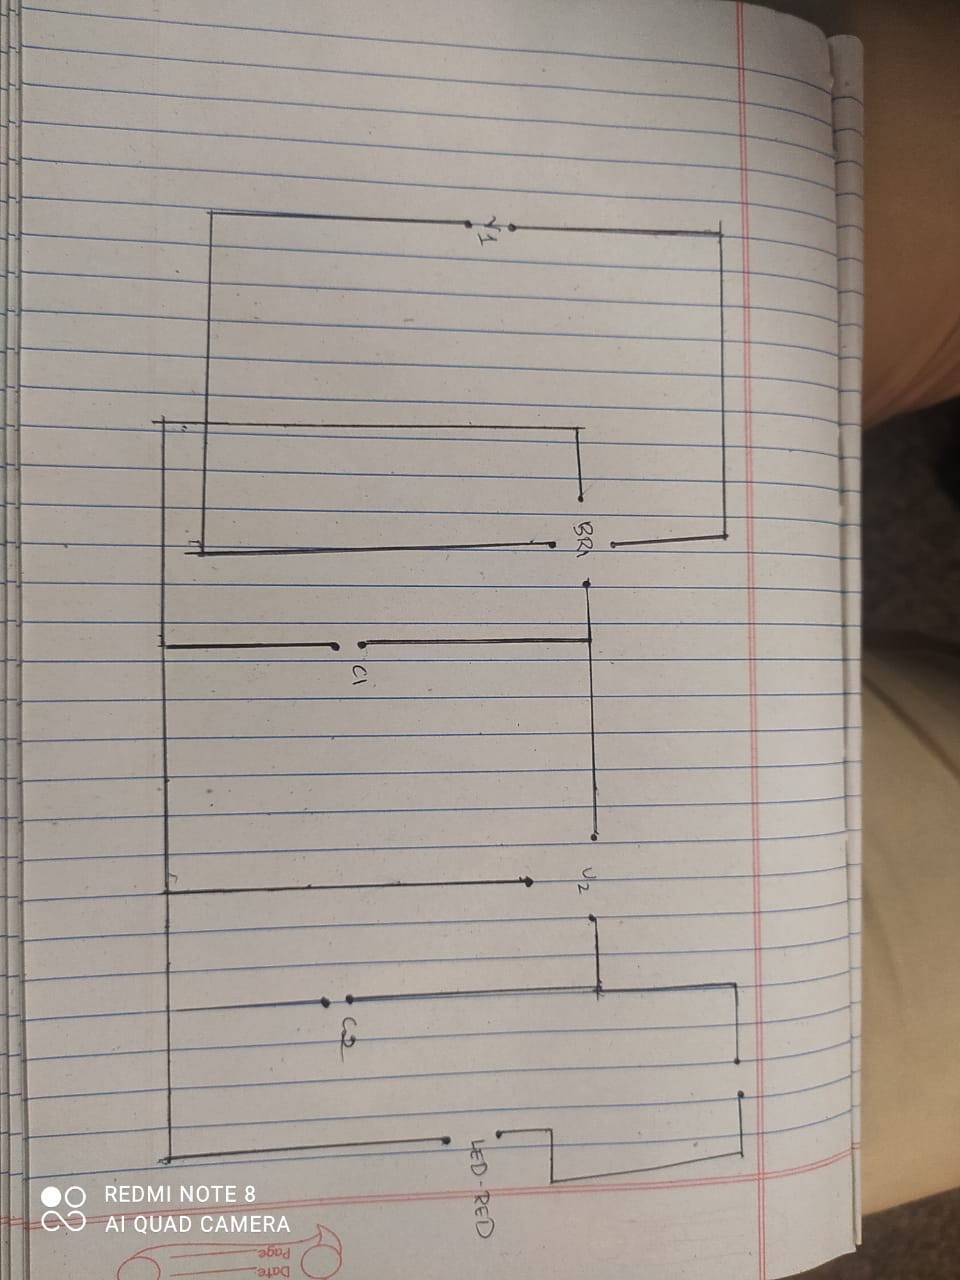 V1
BR1
C1
U2
C2
LED-RED
Page:
Date:
REDMI NOTE 8
AI QUAD CAMERA